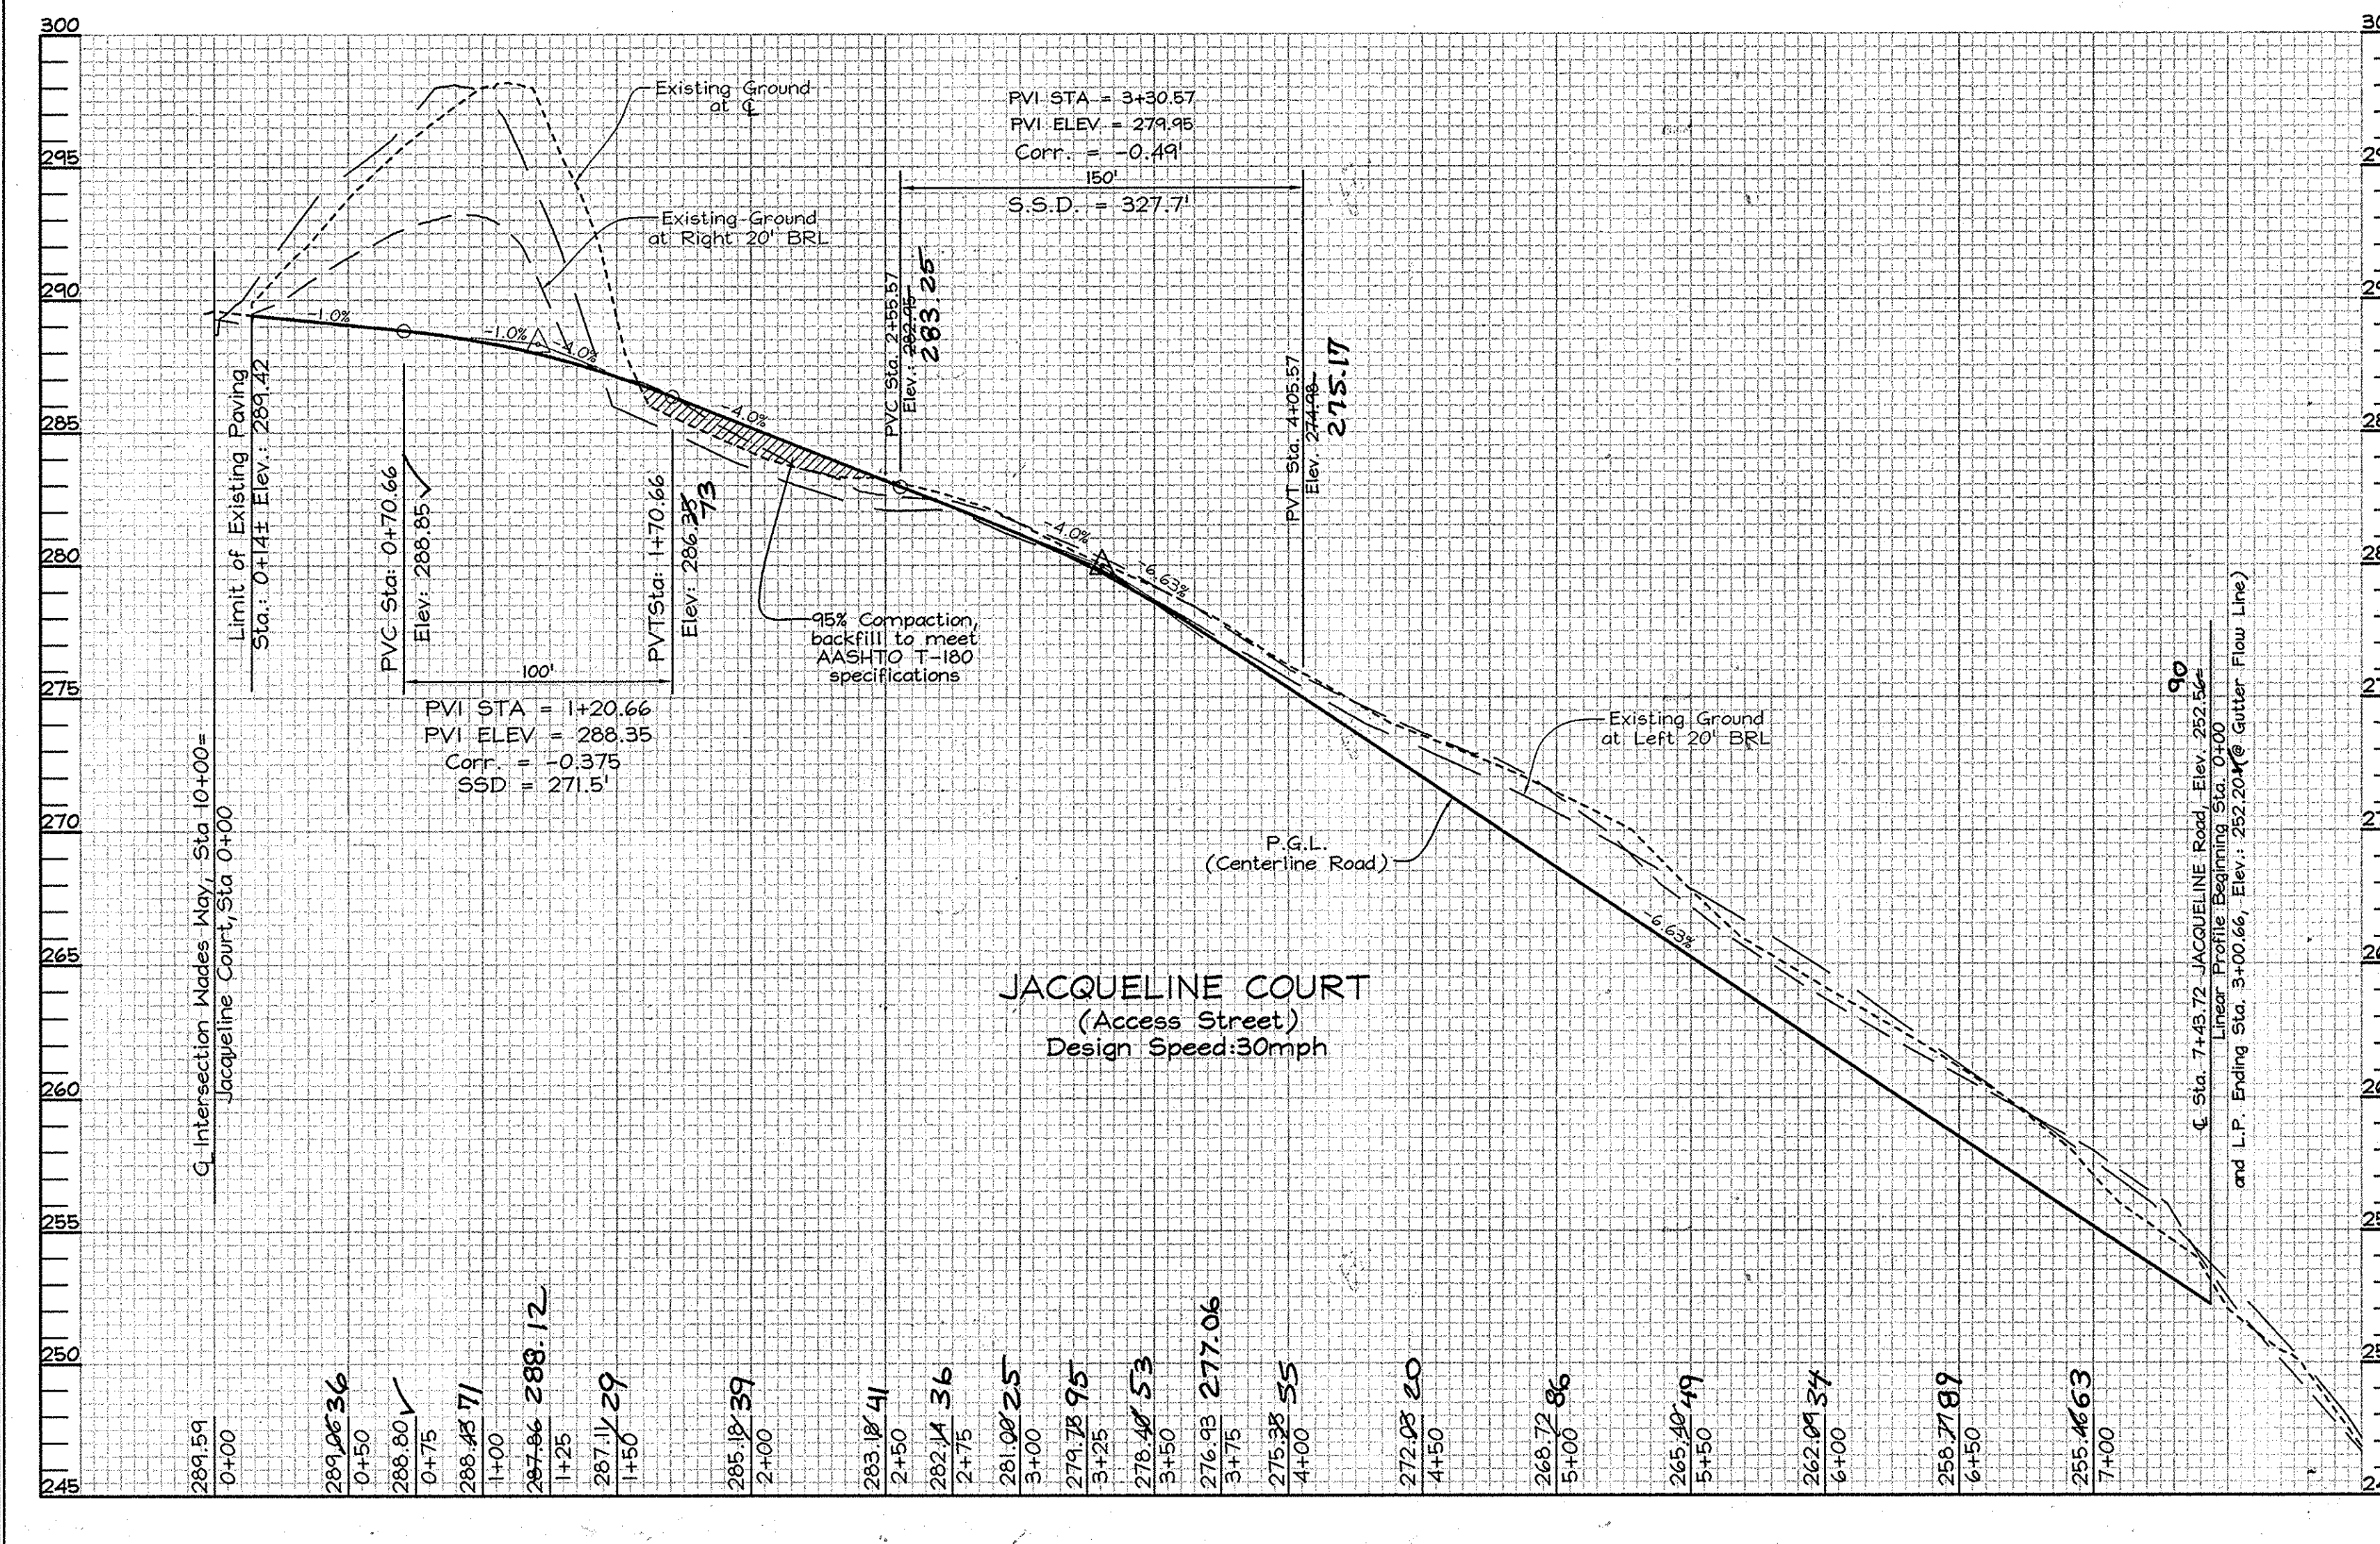 300
295
290
285
280
275
270
265
260
255
250
245
Existing Ground
at ℄
Existing Ground
at Right 20' BRL
PVI STA = 3+30.57
PVI ELEV = 279.95
Corr. = -0.49'
150'
S.S.D. = 327.7'
-1.0%
-1.0%
-4.0%
-4.0%
-4.0%
-6.63%
-6.63%
Limit of Existing Paving
Sta.: 0+14± Elev.: 289.42
PVC Sta: 0+70.66
Elev: 288.85 ✓
PVT Sta: 1+70.66
Elev: 286.35
73
100'
PVI STA = 1+20.66
PVI ELEV = 288.35
Corr. = -0.375
SSD = 271.5'
PVC Sta. 2+55.57
Elev.: 282.95
283.25
PVT Sta. 4+05.57
Elev. 274.98
275.17
95% Compaction,
backfill to meet
AASHTO T-180
specifications
Existing Ground
at Left 20' BRL
P.G.L.
(Centerline Road)
℄ Intersection Wades Way, Sta 10+00=
Jacqueline Court, Sta 0+00
JACQUELINE COURT
(Access Street)
Design Speed:30mph
90
℄ Sta. 7+43.72 JACQUELINE Road, Elev. 252.56=
Linear Profile Beginning Sta. 0+00
and L.P. Ending Sta. 3+00.66, Elev.: 252.20 (@ Gutter Flow Line)
289.59
0+00
289.06 36
0+50
288.80 ✓
0+75
288.43 71
1+00
287.86 288.12
1+25
287.11 29
1+50
285.18 39
2+00
283.18 41
2+50
282.14 36
2+75
281.00 25
3+00
279.75 95
3+25
278.40 53
3+50
276.93 277.06
3+75
275.35 55
4+00
272.03 20
4+50
268.72 86
5+00
265.40 49
5+50
262.09 34
6+00
258.77 89
6+50
255.46 63
7+00